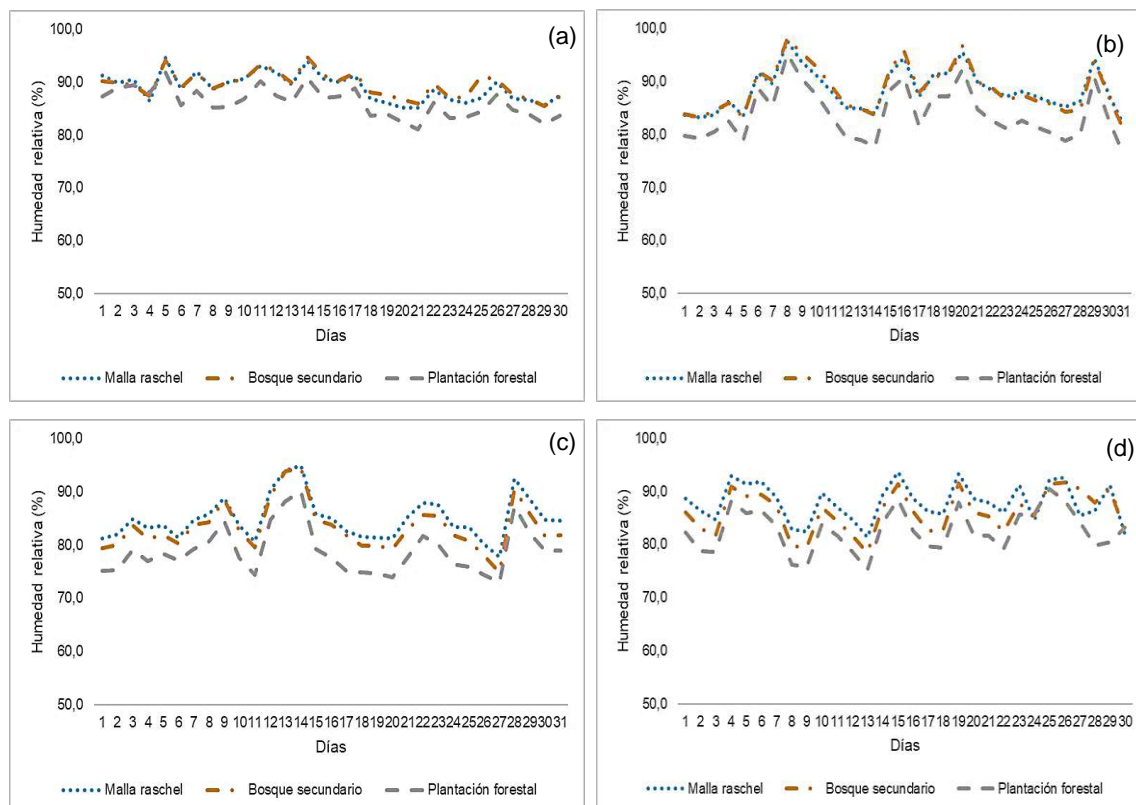 (a)
Humedad relativa (%)
100,0
90,0
80,0
70,0
60,0
50,0
1 2 3 4 5 6 7 8 9 10 11 12 13 14 15 16 17 18 19 20 21 22 23 24 25 26 27 28 29 30
Días
Malla raschel Bosque secundario Plantación forestal
(b)
Humedad relativa (%)
100,0
90,0
80,0
70,0
60,0
50,0
1 2 3 4 5 6 7 8 9 10 11 12 13 14 15 16 17 18 19 20 21 22 23 24 25 26 27 28 29 30 31
Días
Malla raschel Bosque secundario Plantación forestal
(c)
Humedad relativa (%)
100,0
90,0
80,0
70,0
60,0
50,0
1 2 3 4 5 6 7 8 9 10 11 12 13 14 15 16 17 18 19 20 21 22 23 24 25 26 27 28 29 30 31
Días
Malla raschel Bosque secundario Plantación forestal
(d)
Humedad relativa (%)
100,0
90,0
80,0
70,0
60,0
50,0
1 2 3 4 5 6 7 8 9 10 11 12 13 14 15 16 17 18 19 20 21 22 23 24 25 26 27 28 29 30
Días
Malla raschel Bosque secundario Plantación forestal